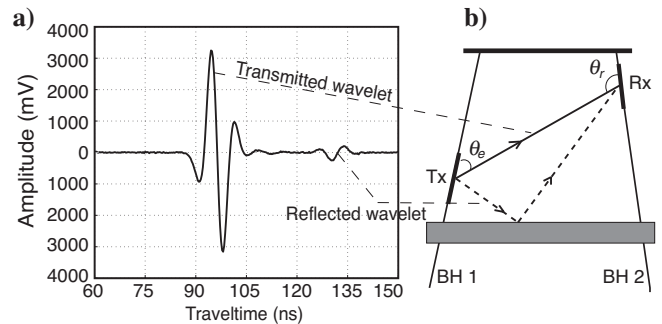 a)
Amplitude (mV)
4000
3000
2000
1000
0
1000
2000
3000
4000
60
75
90
105
120
135
150
Traveltime (ns)
Transmitted wavelet
Reflected wavelet
b)
θr
Rx
θe
Tx
BH 1
BH 2